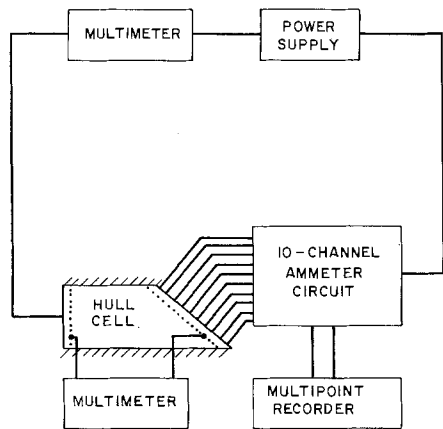 MULTIMETER
POWER
SUPPLY
10-CHANNEL
AMMETER
CIRCUIT
HULL
CELL
MULTIMETER
MULTIPOINT
RECORDER